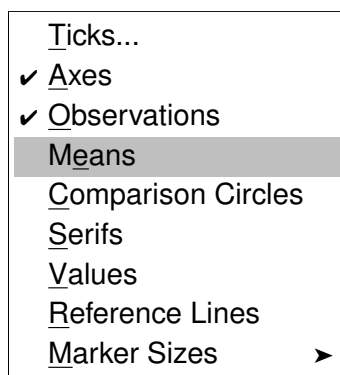 Ticks...
✔ Axes
✔ Observations
Means
Comparison Circles
Serifs
Values
Reference Lines
Marker Sizes ➤